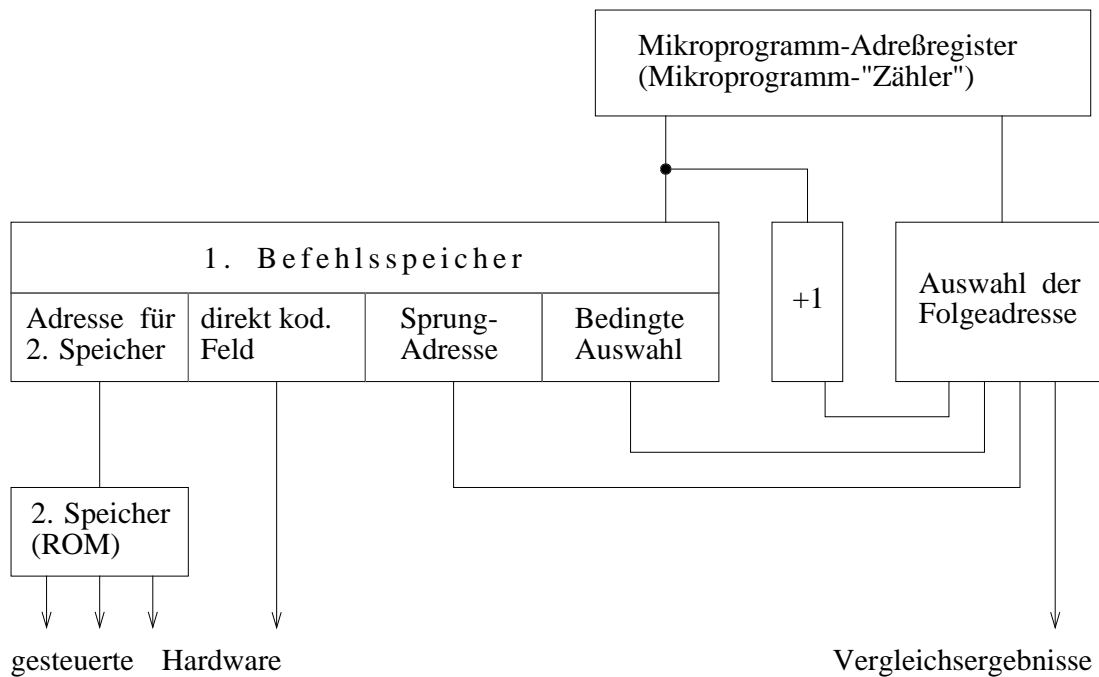 Mikroprogramm-Adreßregister
(Mikroprogramm-"Zähler")
1. Befehlsspeicher
Adresse für
2. Speicher
direkt kod.
Feld
Sprung-
Adresse
Bedingte
Auswahl
+1
Auswahl der
Folgeadresse
2. Speicher
(ROM)
gesteuerte Hardware
Vergleichsergebnisse